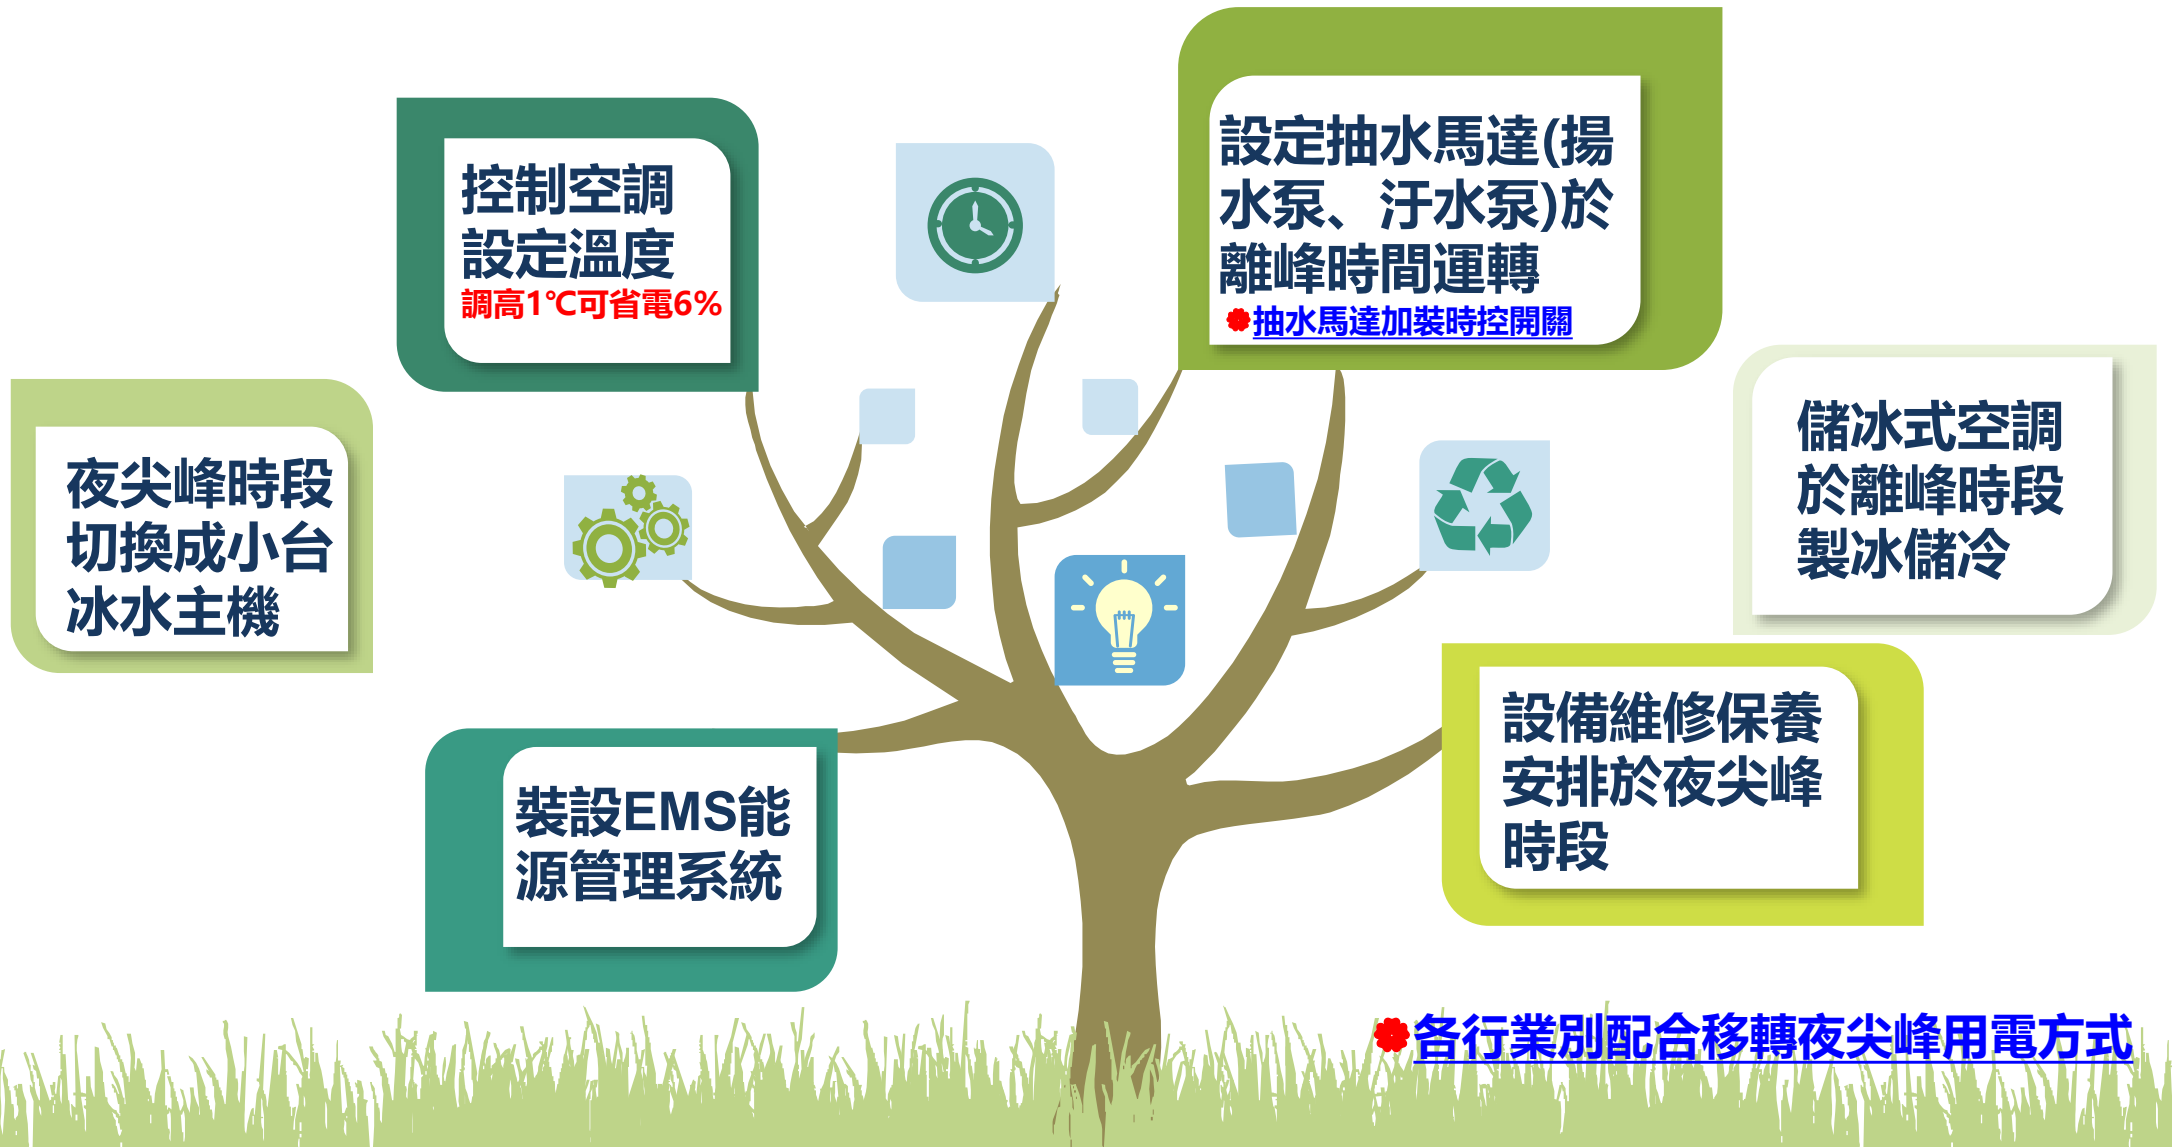 控制空調
設定溫度
調高1℃可省電6%
設定抽水馬達(揚
水泵、汙水泵)於
離峰時間運轉
抽水馬達加裝時控開關
夜尖峰時段
切換成小台
冰水主機
儲冰式空調
於離峰時段
製冰儲冷
裝設EMS能
源管理系統
設備維修保養
安排於夜尖峰
時段
各行業別配合移轉夜尖峰用電方式